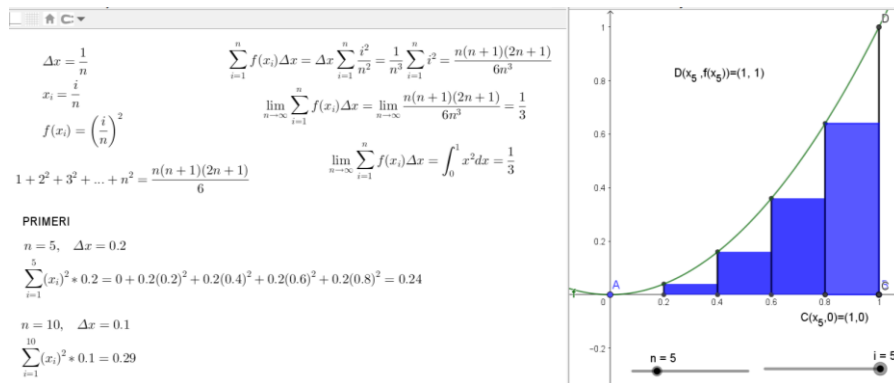 Δx = 1/n
x_i = i/n
f(x_i) = (i/n)^2
1 + 2^2 + 3^2 + ... + n^2 = n(n + 1)(2n + 1)/6
∑_{i=1}^{n} f(x_i)Δx = Δx ∑_{i=1}^{n} i^2/n^2 = 1/n^3 ∑_{i=1}^{n} i^2 = n(n + 1)(2n + 1)/6n^3
lim_{n→∞} ∑_{i=1}^{n} f(x_i)Δx = lim_{n→∞} n(n + 1)(2n + 1)/6n^3 = 1/3
lim_{n→∞} ∑_{i=1}^{n} f(x_i)Δx = ∫_0^1 x^2 dx = 1/3
PRIMERI
n = 5, Δx = 0.2
∑_{i=1}^{5} (x_i)^2 * 0.2 = 0 + 0.2(0.2)^2 + 0.2(0.4)^2 + 0.2(0.6)^2 + 0.2(0.8)^2 = 0.24
n = 10, Δx = 0.1
∑_{i=1}^{10} (x_i)^2 * 0.1 = 0.29
D
1
D(x_5 ,f(x_5))=(1, 1)
0.8
0.6
0.4
0.2
A
C
0 0.2 0.4 0.6 0.8 1
C(x_5,0)=(1,0)
-0.2
n = 5
i = 5